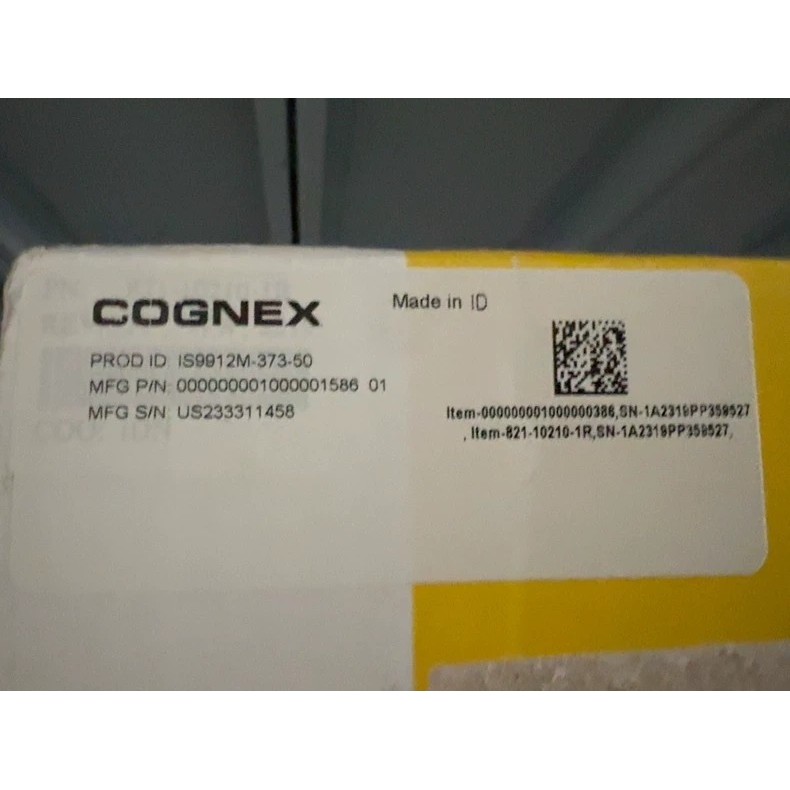 COGNEX
PROD ID: IS9912M-373-50
MFG P/N: 000000001000001586 01
MFG S/N: US233311458
Made in ID
Item-000000001000000386,SN-1A2319PP359527
, Item-821-10210-1R,SN-1A2319PP359527,